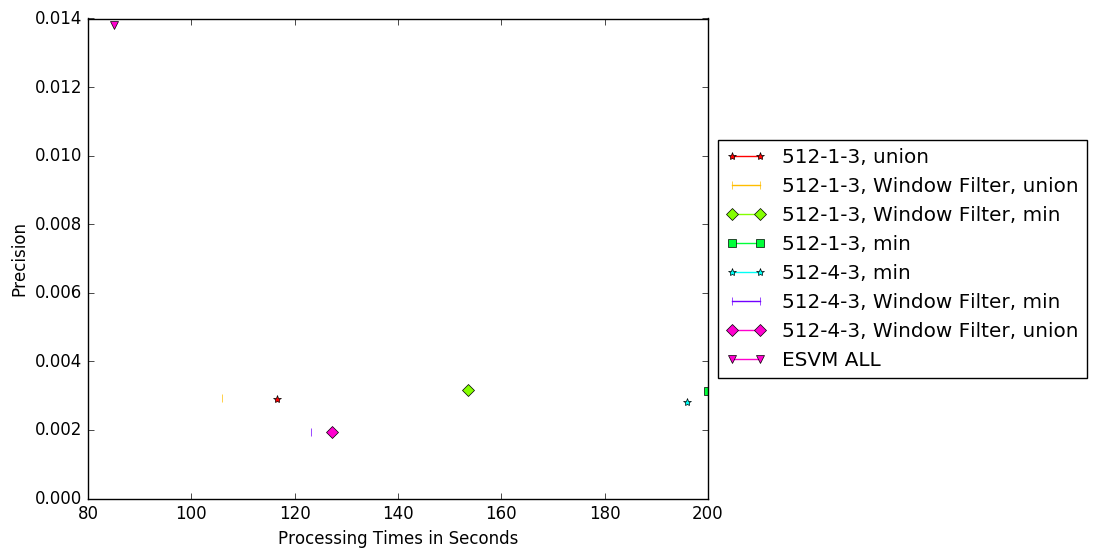 0.014
0.012
0.010
0.008
0.006
0.004
0.002
0.000
Precision
80 100 120 140 160 180 200
Processing Times in Seconds
512-1-3, union
512-1-3, Window Filter, union
512-1-3, Window Filter, min
512-1-3, min
512-4-3, min
512-4-3, Window Filter, min
512-4-3, Window Filter, union
ESVM ALL